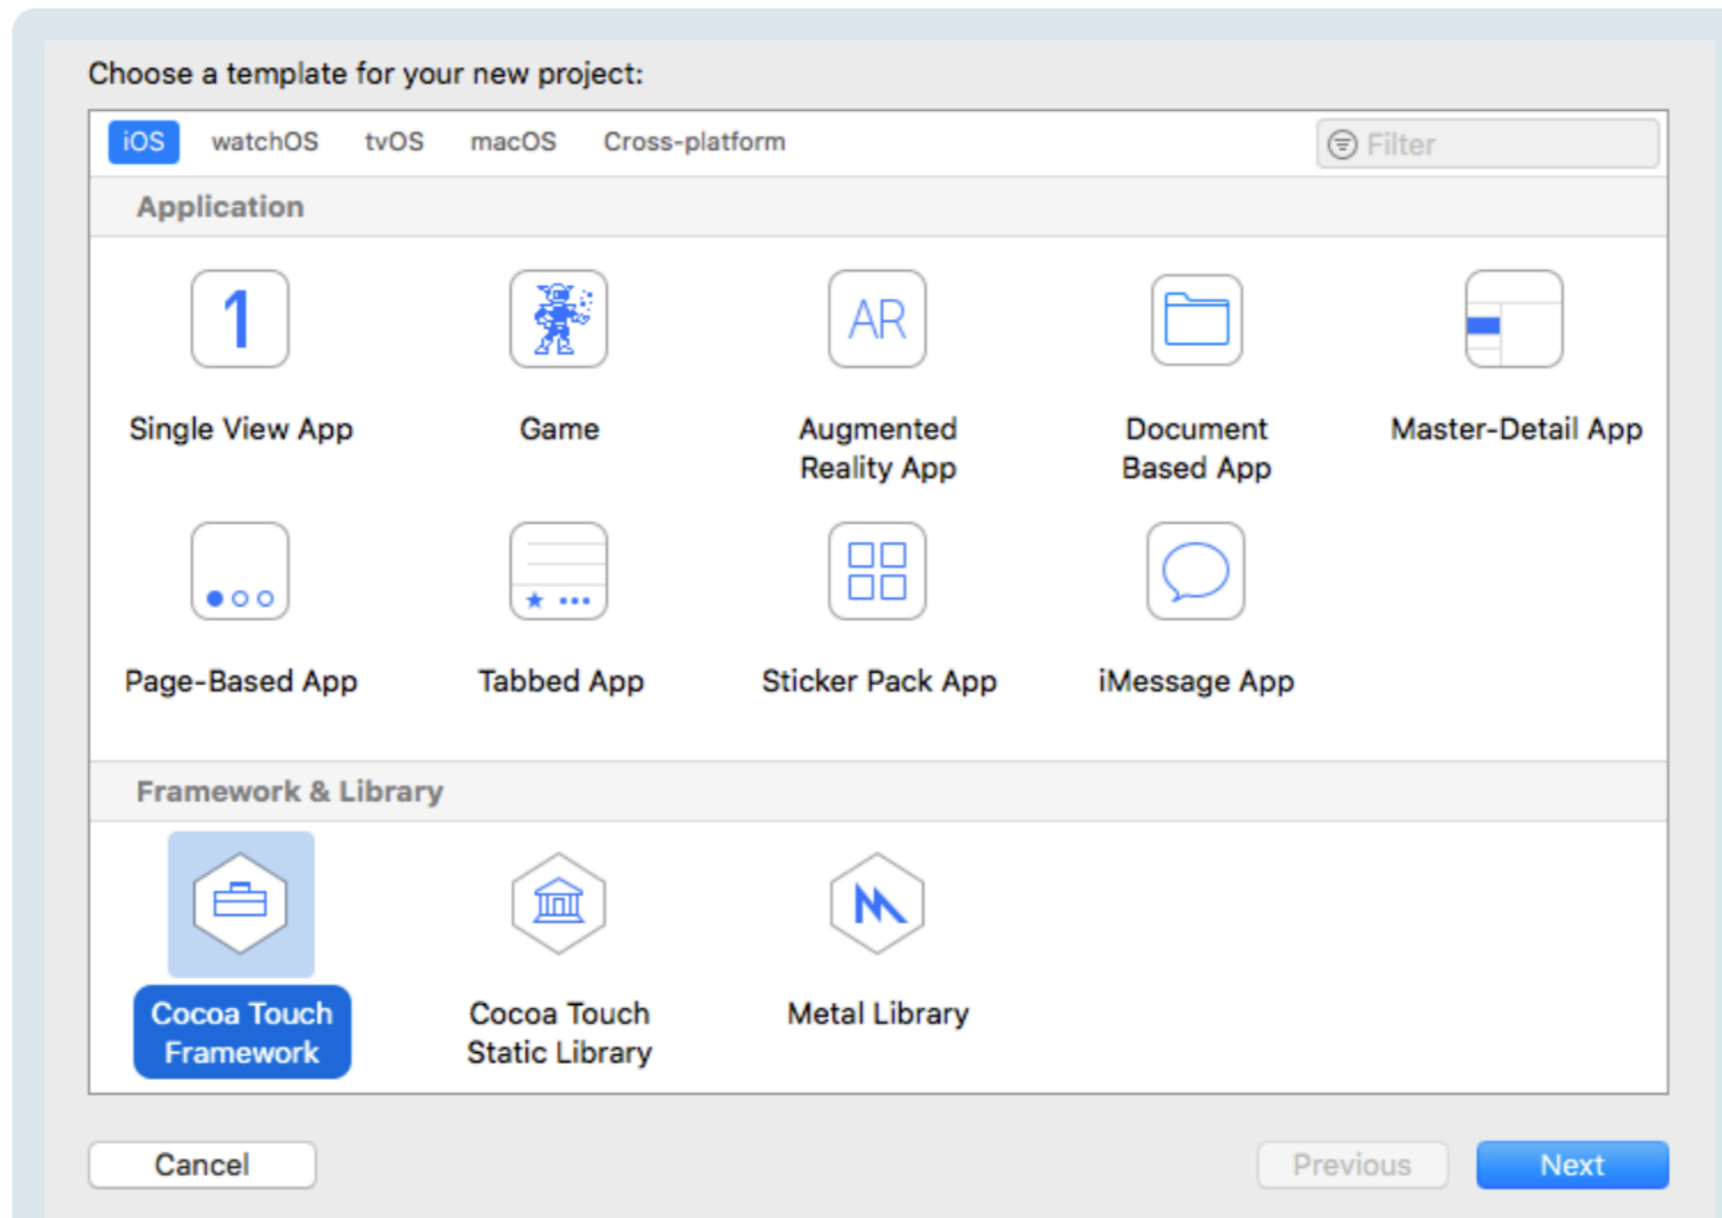 Choose a template for your new project:
iOS watchOS tvOS macOS Cross-platform Filter
Application
1 AR
Single View App Game Augmented Reality App Document Based App Master-Detail App
Page-Based App Tabbed App Sticker Pack App iMessage App
Framework & Library
Cocoa Touch Framework Cocoa Touch Static Library Metal Library
Cancel Previous Next